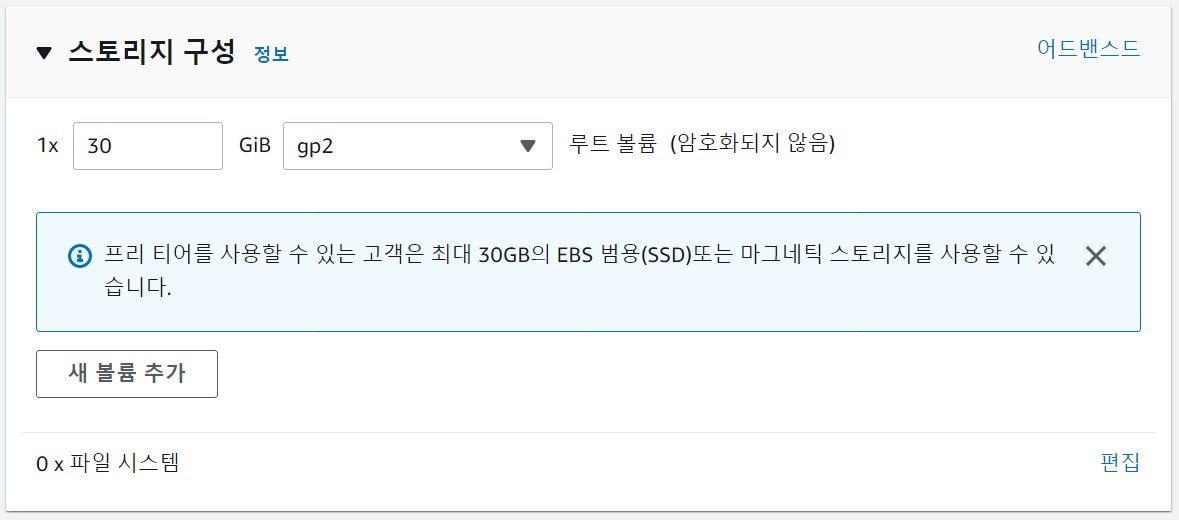 스토리지 구성 정보 어드밴스드
1x 30 GiB gp2 루트 볼륨 (암호화되지 않음)
프리 티어를 사용할 수 있는 고객은 최대 30GB의 EBS 범용(SSD)또는 마그네틱 스토리지를 사용할 수 있
습니다.
새 볼륨 추가
0 x 파일 시스템 편집